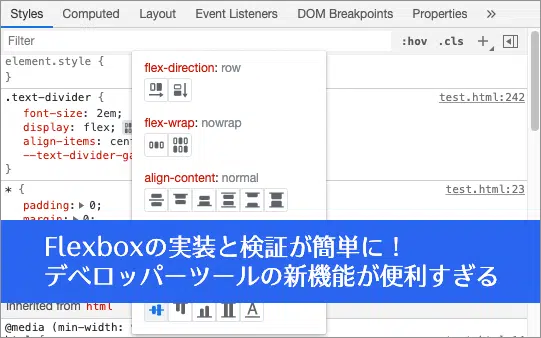 Styles Computed Layout Event Listeners DOM Breakpoints Properties »
Filter :hov .cls +
element.style {
}
.text-divider { test.html:242
font-size: 2em;
display: flex;
align-items:
}
* { test.html:23
padding: 0;
margin: 0;
flex-direction: row
flex-wrap: nowrap
align-content: normal
Flexboxの実装と検証が簡単に！
デベロッパーツールの新機能が便利すぎる
Inherited from html
@media (min-width: